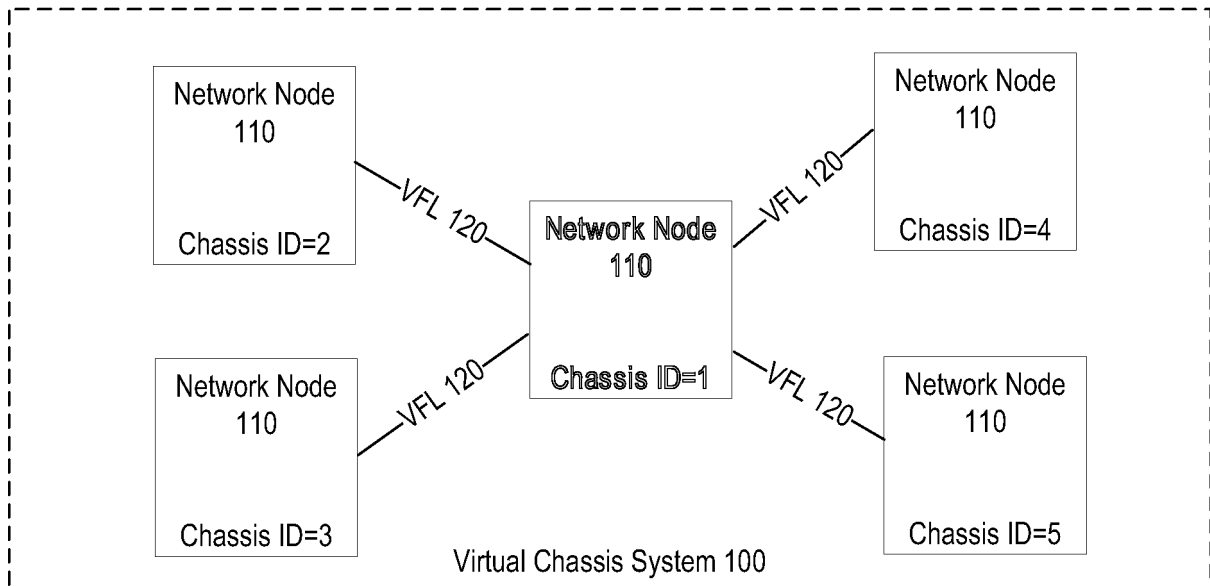 Network Node
110
Chassis ID=2
VFL 120
Network Node
110
Chassis ID=4
VFL 120
Network Node
110
Chassis ID=1
Network Node
110
Chassis ID=3
VFL 120
Network Node
110
Chassis ID=5
VFL 120
Virtual Chassis System 100